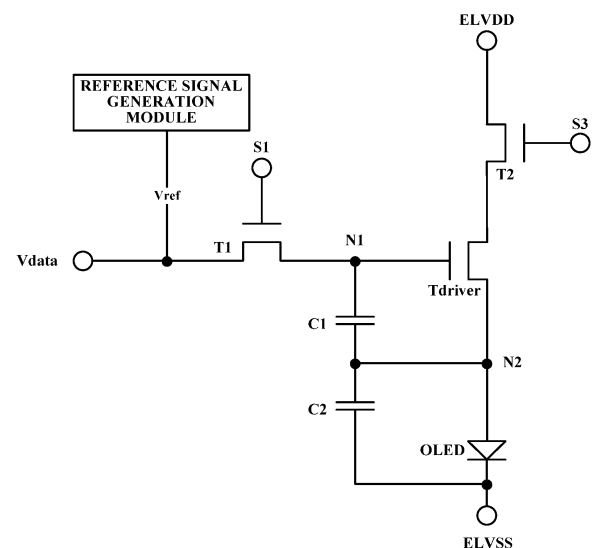 ELVDD
REFERENCE SIGNAL
GENERATION
MODULE
S3
S1
T2
Vref
T1
N1
Vdata
Tdriver
C1
N2
C2
OLED
ELVSS